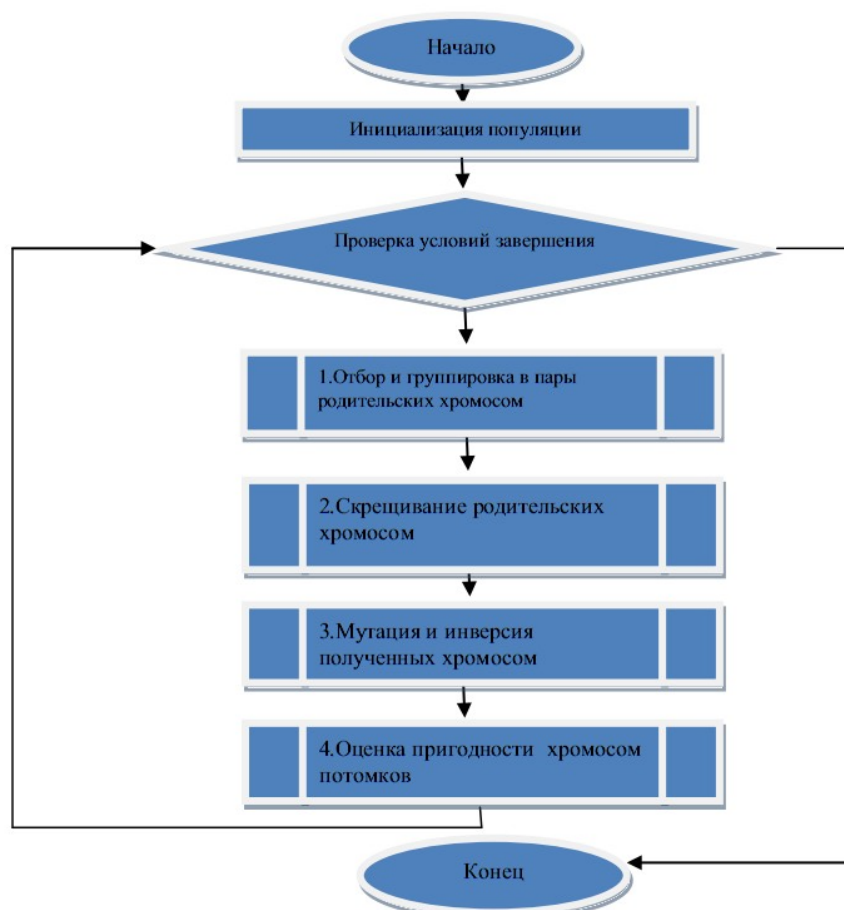 Начало
Инициализация популяции
Проверка условий завершения
1.Отбор и группировка в пары
родительских хромосом
2.Скрещивание родительских
хромосом
3.Мутация и инверсия
полученных хромосом
4.Оценка пригодности хромосом
потомков
Конец